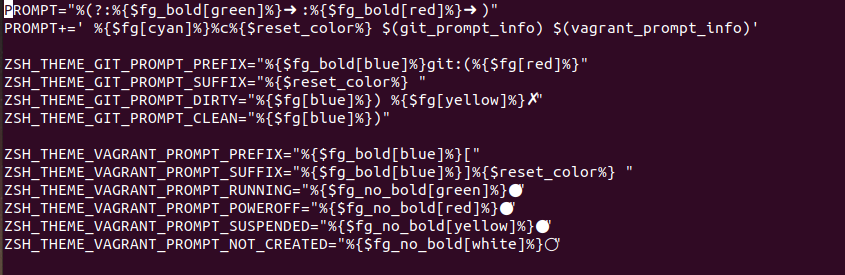 PROMPT="%(?:%{$fg_bold[green]%}➜ :%{$fg_bold[red]%}➜ )"
PROMPT+=' %{$fg[cyan]%}%c%{$reset_color%} $(git_prompt_info) $(vagrant_prompt_info)'
ZSH_THEME_GIT_PROMPT_PREFIX="%{$fg_bold[blue]%}git:(%{$fg[red]%}"
ZSH_THEME_GIT_PROMPT_SUFFIX="%{$reset_color%} "
ZSH_THEME_GIT_PROMPT_DIRTY="%{$fg[blue]%}) %{$fg[yellow]%}✗"
ZSH_THEME_GIT_PROMPT_CLEAN="%{$fg[blue]%})"
ZSH_THEME_VAGRANT_PROMPT_PREFIX="%{$fg_bold[blue]%}["
ZSH_THEME_VAGRANT_PROMPT_SUFFIX="%{$fg_bold[blue]%}]%{$reset_color%} "
ZSH_THEME_VAGRANT_PROMPT_RUNNING="%{$fg_no_bold[green]%}●"
ZSH_THEME_VAGRANT_PROMPT_POWEROFF="%{$fg_no_bold[red]%}●"
ZSH_THEME_VAGRANT_PROMPT_SUSPENDED="%{$fg_no_bold[yellow]%}●"
ZSH_THEME_VAGRANT_PROMPT_NOT_CREATED="%{$fg_no_bold[white]%}○"